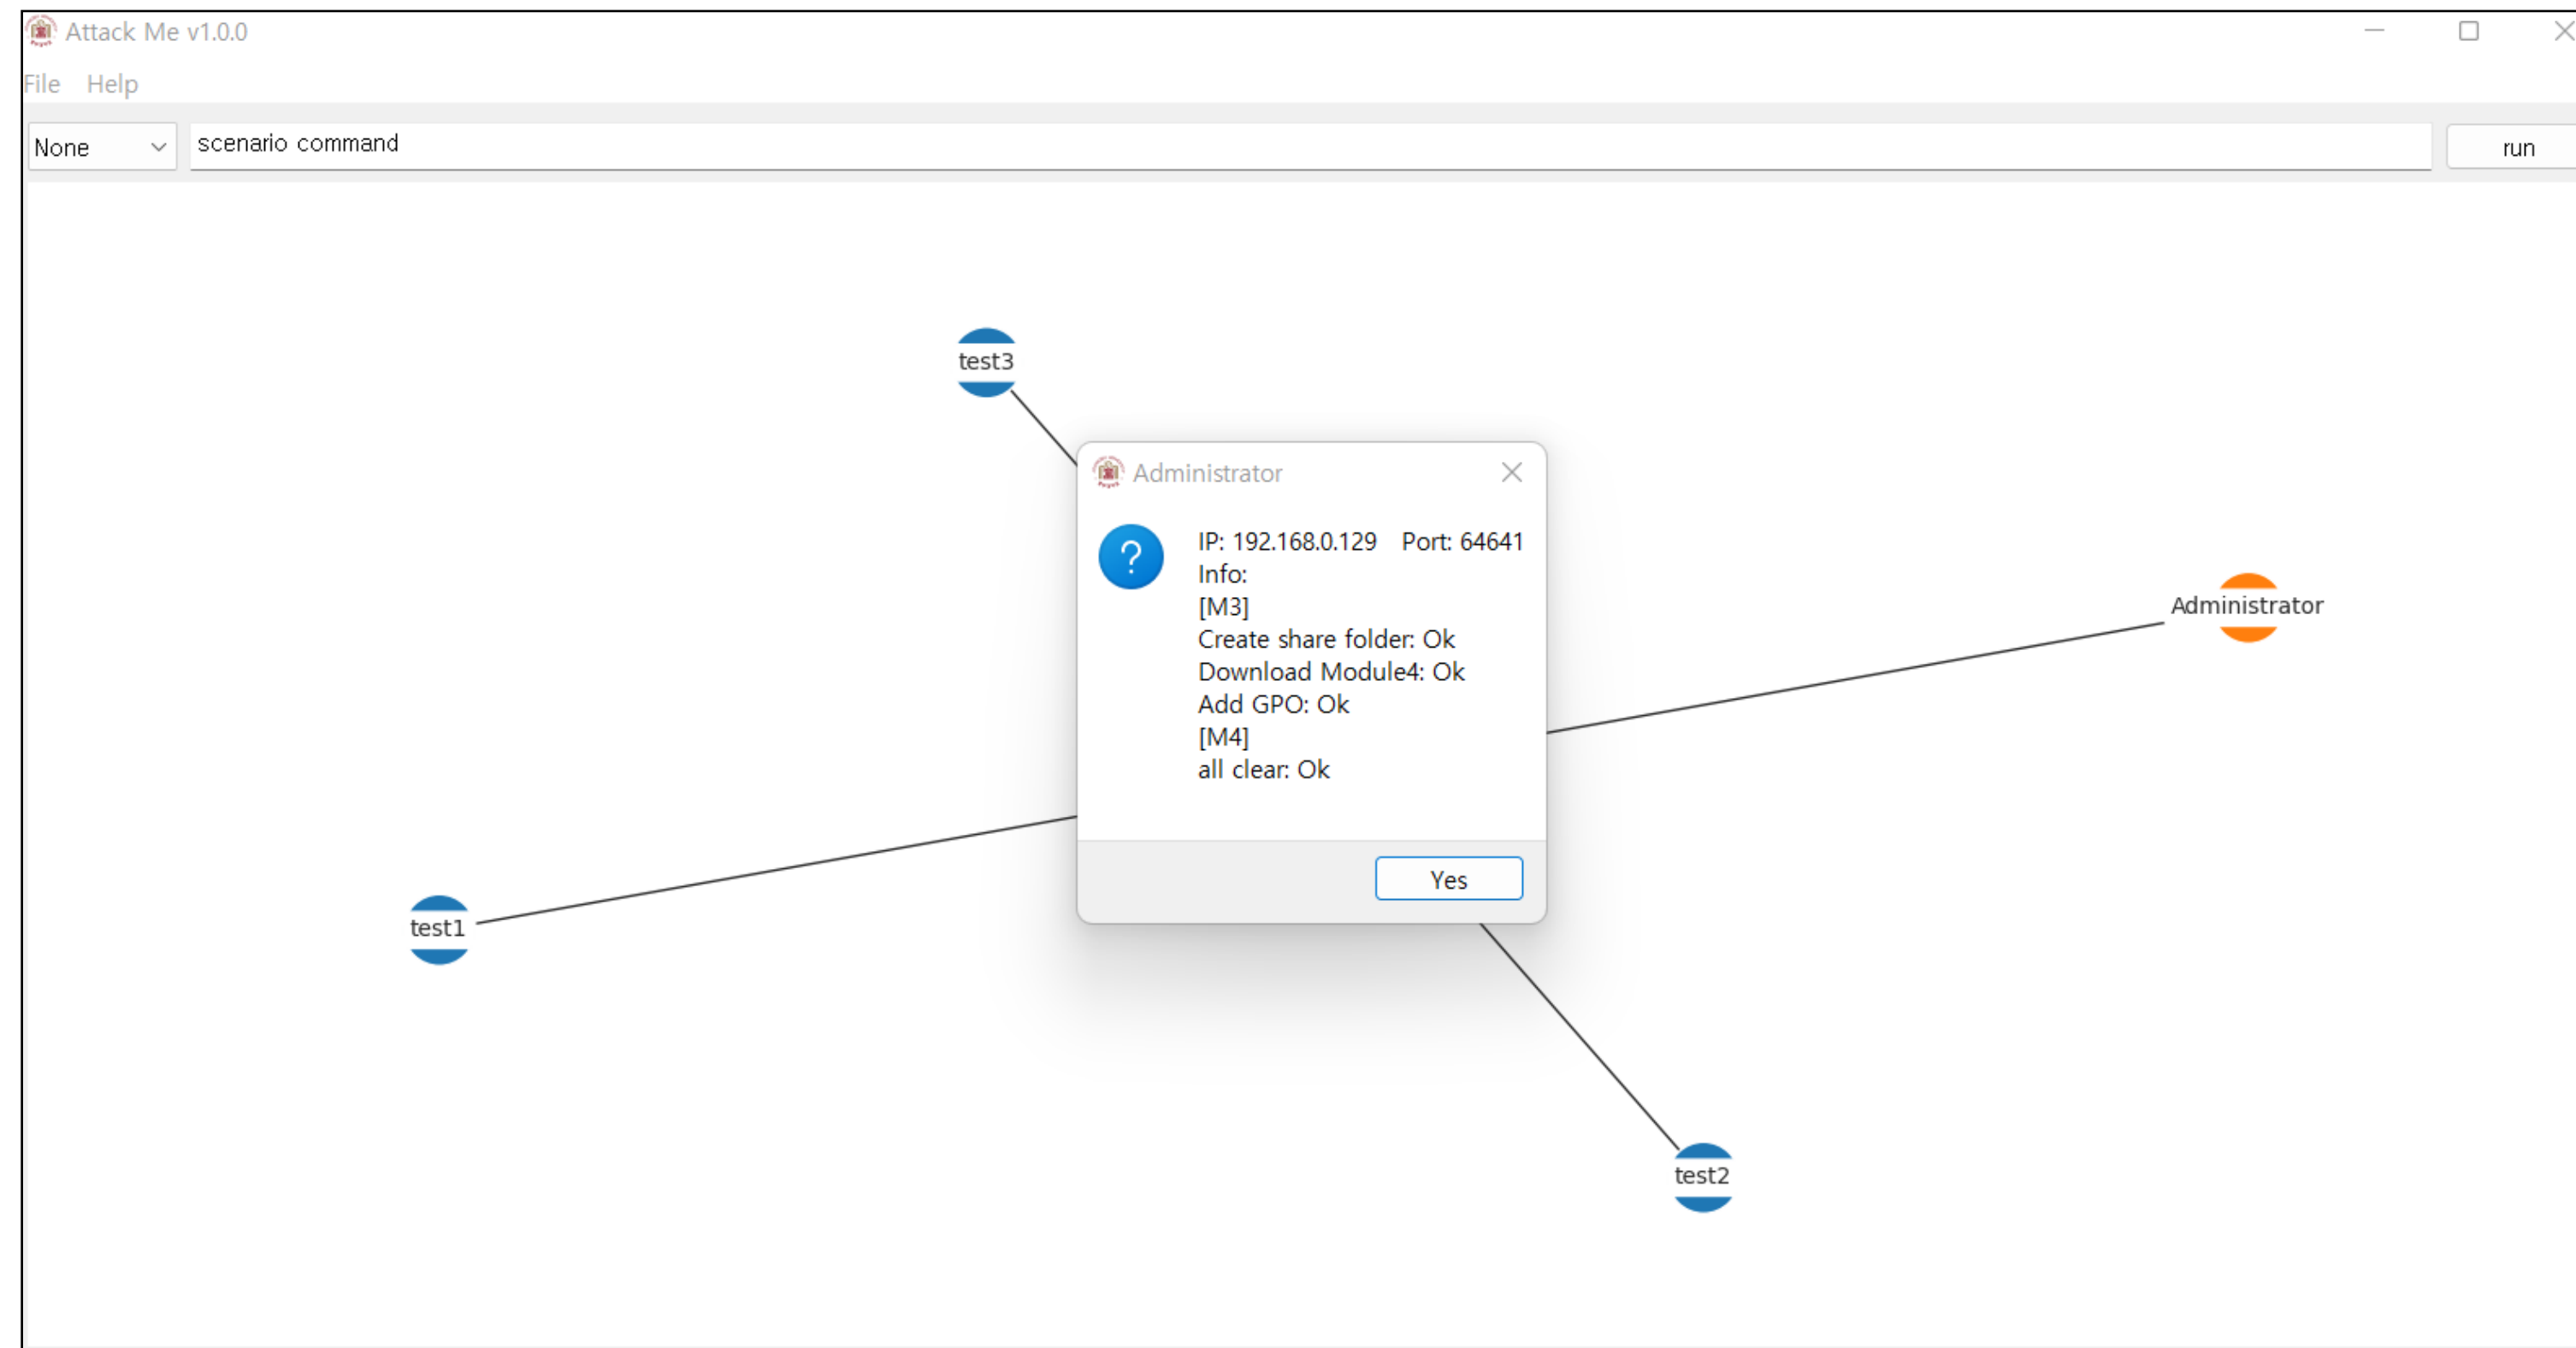 Attack Me v1.0.0
File Help
None scenario command run
test3
Administrator
IP: 192.168.0.129 Port: 64641
Info:
[M3]
Create share folder: Ok
Download Module4: Ok
Add GPO: Ok
[M4]
all clear: Ok
Yes
Administrator
test1
test2